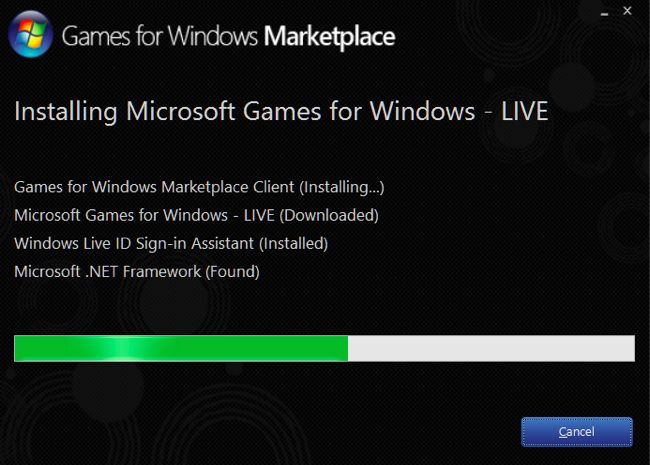 Games for Windows Marketplace
Installing Microsoft Games for Windows - LIVE
Games for Windows Marketplace Client (Installing...)
Microsoft Games for Windows - LIVE (Downloaded)
Windows Live ID Sign-in Assistant (Installed)
Microsoft .NET Framework (Found)
Cancel